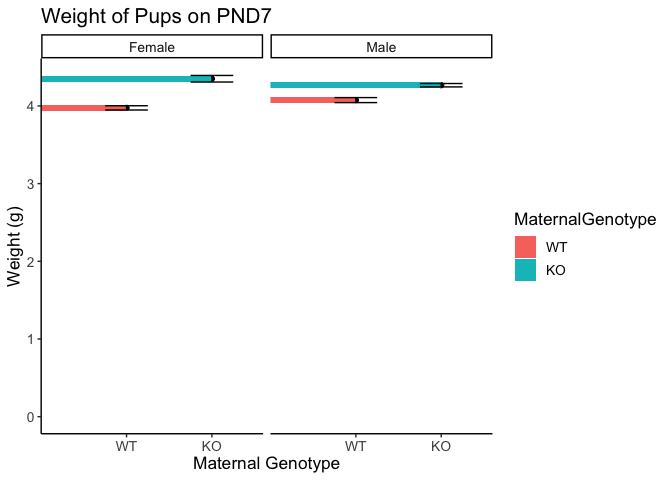 Weight of Pups on PND7
Female
Male
4
3
2
1
0
Weight (g)
WT
KO
WT
KO
Maternal Genotype
MaternalGenotype
WT
KO